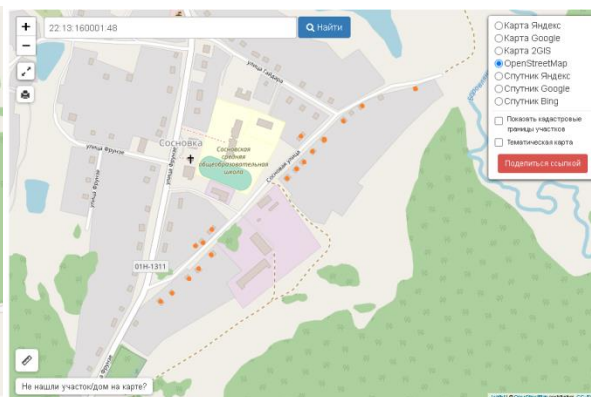 22:13:160001:48
Найти
Карта Яндекс
Карта Google
Карта 2GIS
OpenStreetMap
Спутник Яндекс
Спутник Google
Спутник Bing
Показать кадастровые
границы участков
Тематическая карта
Поделиться ссылкой
улица Гайдара
Сосновка
Сосновская
средняя
общеобразовательная
школа
улица Фрунзе
улица Фрунзе
Сосновая улица
01Н-1311
улица Фрунзе
Не нашли участок/дом на карте?